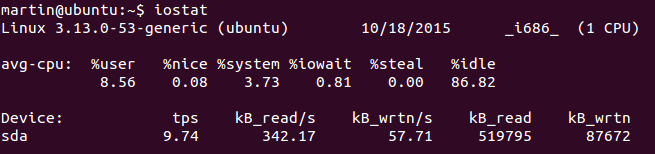 martin@ubuntu:~$ iostat
Linux 3.13.0-53-generic (ubuntu) 10/18/2015 _i686_ (1 CPU)
avg-cpu: %user %nice %system %iowait %steal %idle
8.56 0.08 3.73 0.81 0.00 86.82
Device: tps kB_read/s kB_wrtn/s kB_read kB_wrtn
sda 9.74 342.17 57.71 519795 87672